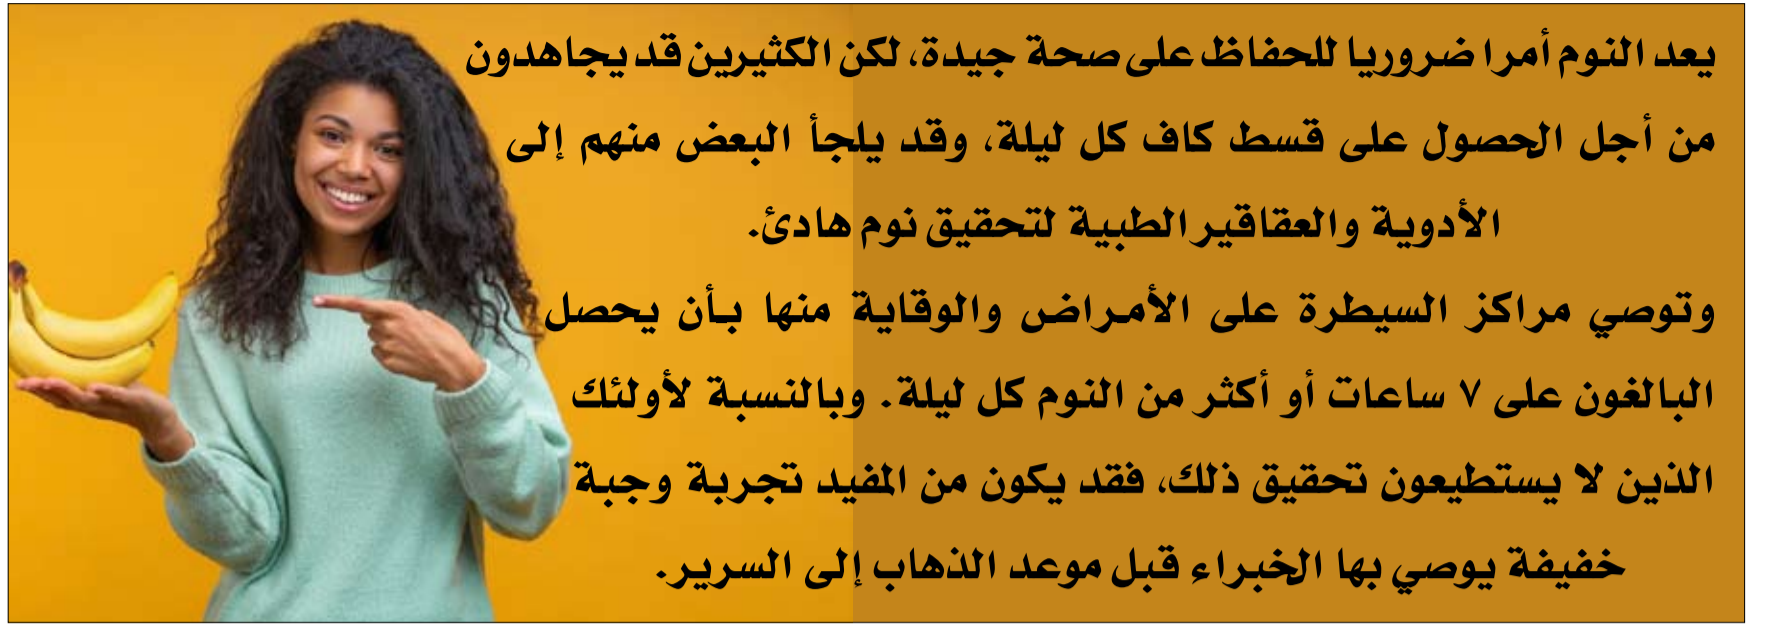 يعد النوم أمرا ضروريا للحفاظ على صحة جيدة، لكن الكثيرين قد يجاهدون
من أجل الحصول على قسط كاف كل ليلة، وقد يلجأ البعض منهم إلى
الأدوية والعقاقير الطبية لتحقيق نوم هادئ.
وتوصي مراكز السيطرة على الأمراض والوقاية منها بأن يحصل
البالغون على ٧ ساعات أو أكثر من النوم كل ليلة. وبالنسبة لأولئك
الذين لا يستطيعون تحقيق ذلك، فقد يكون من المفيد تجربة وجبة
خفيفة يوصي بها الخبراء قبل موعد الذهاب إلى السرير.